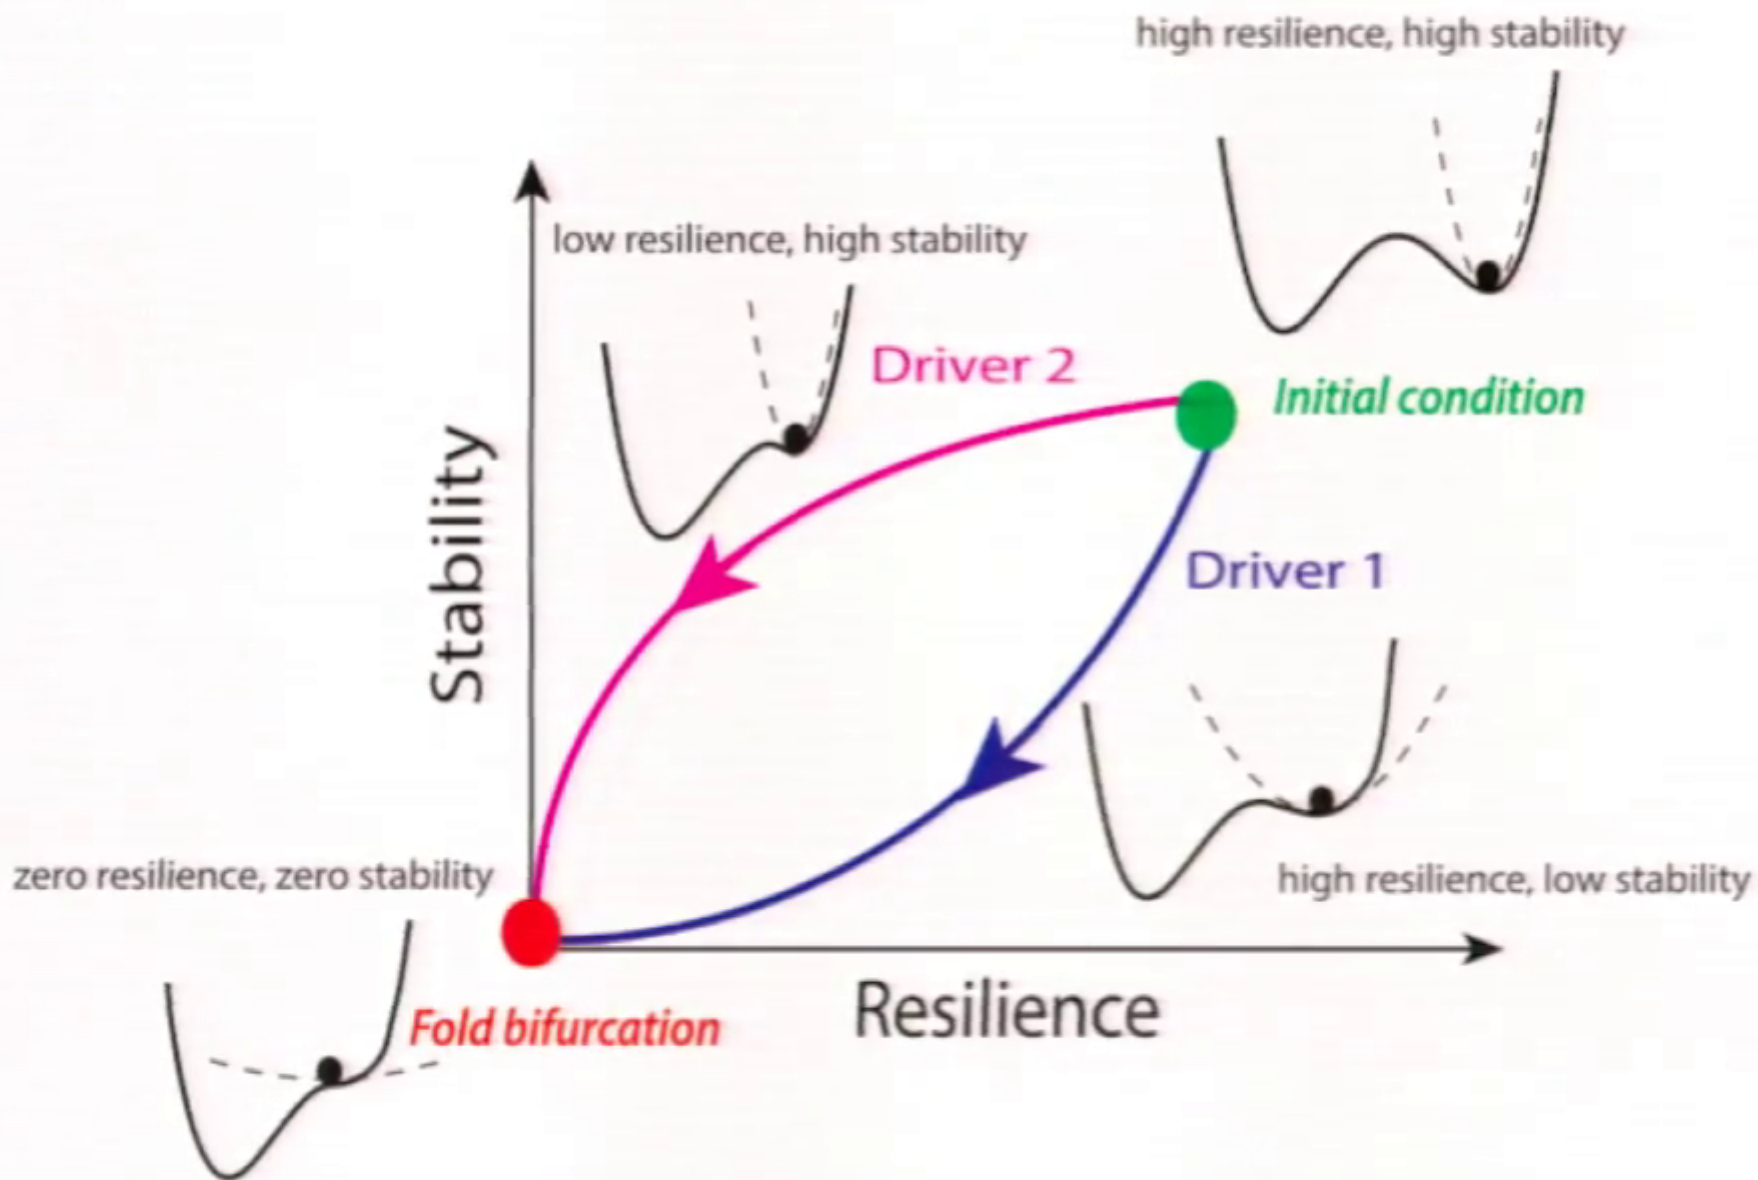 high resilience, high stability
low resilience, high stability
Driver 2
Initial condition
Stability
Driver 1
zero resilience, zero stability
high resilience, low stability
Fold bifurcation
Resilience